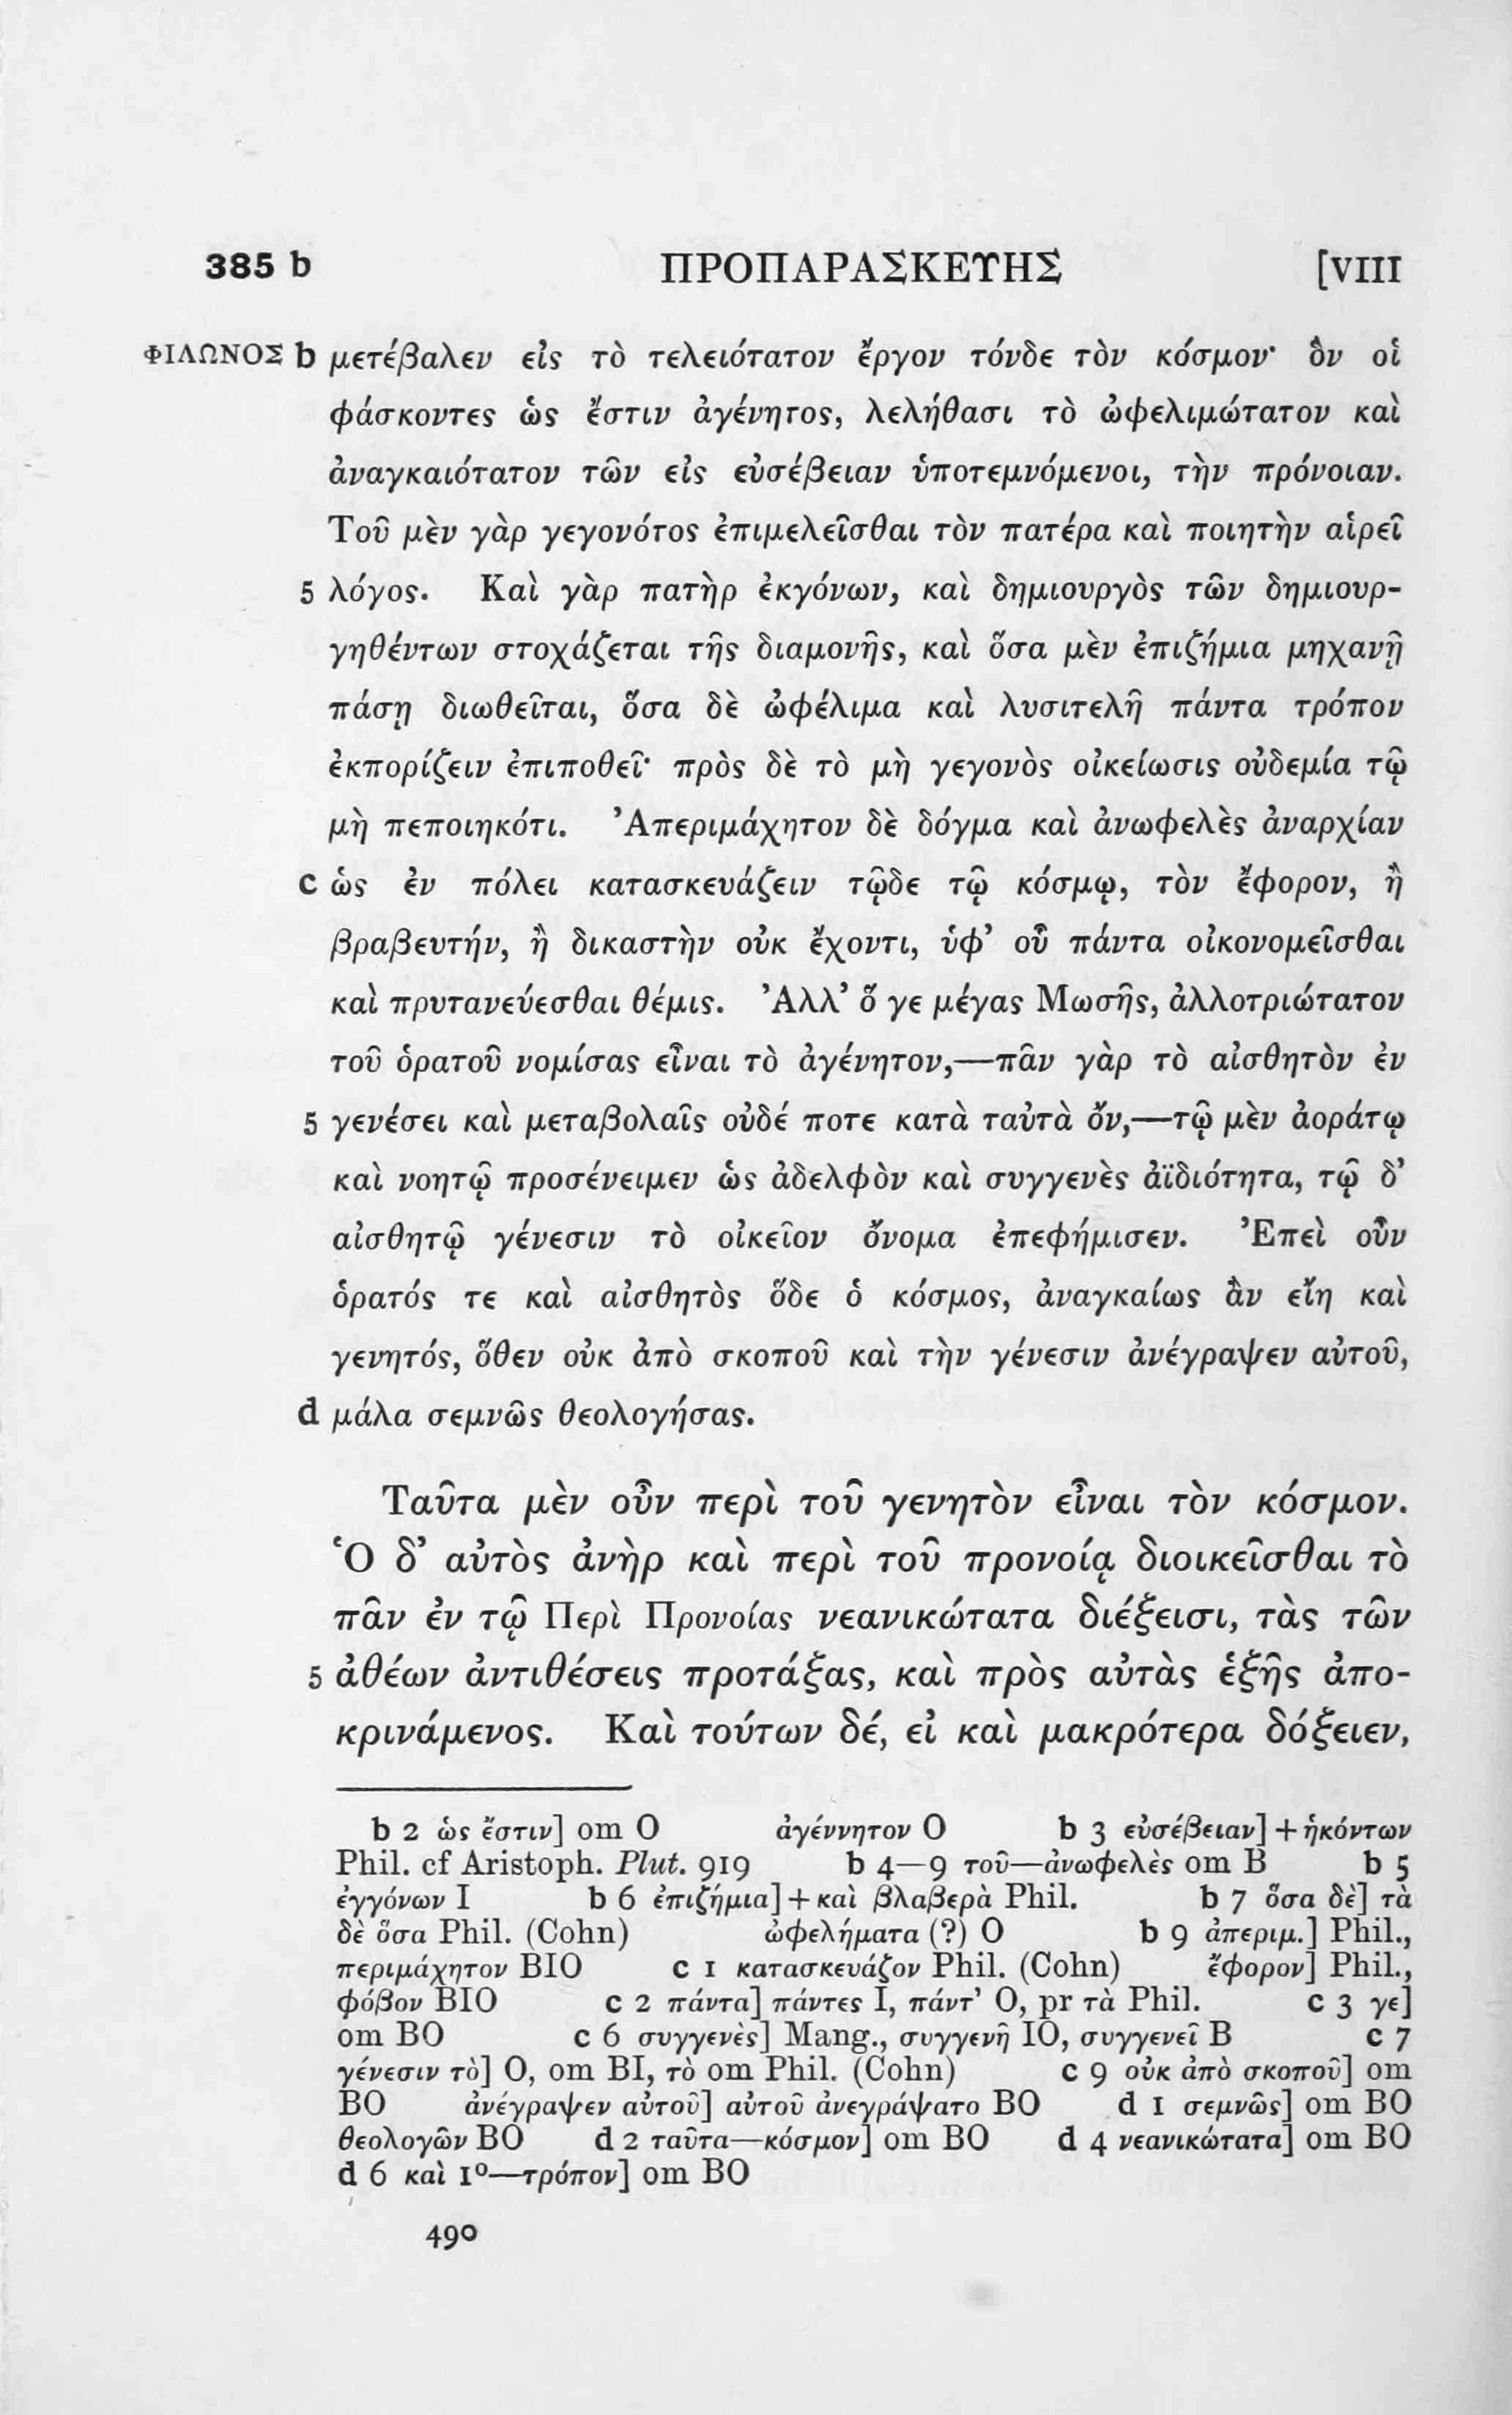 385 b ΠΡΟΠΑΡΑΣΚΕΥΗΣ [VIII
ΦΙΛΩΝΟΣ b μετέβαλεν εἰς τὸ τελειότατον ἔργον τόνδε τὸν κόσμον· ὃν οἱ
φάσκοντες ὡς ἔστιν ἀγένητος, λελήθασι τὸ ὠφελιμώτατον καὶ
ἀναγκαιότατον τῶν εἰς εὐσέβειαν ὑποτεμνόμενοι, τὴν πρόνοιαν.
Τοῦ μὲν γὰρ γεγονότος ἐπιμελεῖσθαι τὸν πατέρα καὶ ποιητὴν αἱρεῖ
5 λόγος. Καὶ γὰρ πατὴρ ἐκγόνων, καὶ δημιουργὸς τῶν δημιουρ-
γηθέντων στοχάζεται τῆς διαμονῆς, καὶ ὅσα μὲν ἐπιζήμια μηχανῇ
πάσῃ διωθεῖται, ὅσα δὲ ὠφέλιμα καὶ λυσιτελῆ πάντα τρόπον
ἐκπορίζειν ἐπιποθεῖ· πρὸς δὲ τὸ μὴ γεγονὸς οἰκείωσις οὐδεμία τῷ
μὴ πεποιηκότι. Ἀπεριμάχητον δὲ δόγμα καὶ ἀνωφελὲς ἀναρχίαν
c ὡς ἐν πόλει κατασκευάζειν τῷδε τῷ κόσμῳ, τὸν ἔφορον, ἢ
βραβευτήν, ἢ δικαστὴν οὐκ ἔχοντι, ὑφ’ οὗ πάντα οἰκονομεῖσθαι
καὶ πρυτανεύεσθαι θέμις. Ἀλλ’ ὅ γε μέγας Μωσῆς, ἀλλοτριώτατον
τοῦ ὁρατοῦ νομίσας εἶναι τὸ ἀγένητον,—πᾶν γὰρ τὸ αἰσθητὸν ἐν
5 γενέσει καὶ μεταβολαῖς οὐδέ ποτε κατὰ ταὐτὰ ὄν,—τῷ μὲν ἀοράτῳ
καὶ νοητῷ προσένειμεν ὡς ἀδελφὸν καὶ συγγενὲς ἀϊδιότητα, τῷ δ’
αἰσθητῷ γένεσιν τὸ οἰκεῖον ὄνομα ἐπεφήμισεν. Ἐπεὶ οὖν
ὁρατός τε καὶ αἰσθητὸς ὅδε ὁ κόσμος, ἀναγκαίως ἂν εἴη καὶ
γενητός, ὅθεν οὐκ ἀπὸ σκοποῦ καὶ τὴν γένεσιν ἀνέγραψεν αὐτοῦ,
d μάλα σεμνῶς θεολογήσας.
Ταῦτα μὲν οὖν περὶ τοῦ γενητὸν εἶναι τὸν κόσμον.
Ὁ δ’ αὐτὸς ἀνὴρ καὶ περὶ τοῦ προνοίᾳ διοικεῖσθαι τὸ
πᾶν ἐν τῷ Περὶ Προνοίας νεανικώτατα διέξεισι, τὰς τῶν
5 ἀθέων ἀντιθέσεις προτάξας, καὶ πρὸς αὐτὰς ἑξῆς ἀπο-
κρινάμενος. Καὶ τούτων δέ, εἰ καὶ μακρότερα δόξειεν,
b 2 ὡς ἔστιν] om O ἀγέννητον O b 3 εὐσέβειαν] + ἡκόντων
Phil. cf Aristoph. Plut. 919 b 4—9 τοῦ—ἀνωφελὲς om B b 5
ἐγγόνων I b 6 ἐπιζήμια] + καὶ βλαβερὰ Phil. b 7 ὅσα δὲ] τὰ
δὲ ὅσα Phil. (Cohn) ὠφελήματα (?) O b 9 ἀπεριμ.] Phil.,
περιμάχητον BIO c 1 κατασκευάζον Phil. (Cohn) ἔφορον] Phil.,
φόβον BIO c 2 πάντα] πάντες I, πάντ’ O, pr τὰ Phil. c 3 γε]
om BO c 6 συγγενὲς] Mang., συγγενῆ IO, συγγενεῖ B c 7
γένεσιν τὸ] O, om BI, τὸ om Phil. (Cohn) c 9 οὐκ ἀπὸ σκοποῦ] om
BO ἀνέγραψεν αὐτοῦ] αὐτοῦ ἀνεγράψατο BO d 1 σεμνῶς] om BO
θεολογῶν BO d 2 ταῦτα—κόσμον] om BO d 4 νεανικώτατα] om BO
d 6 καὶ 1º—τρόπον] om BO
490